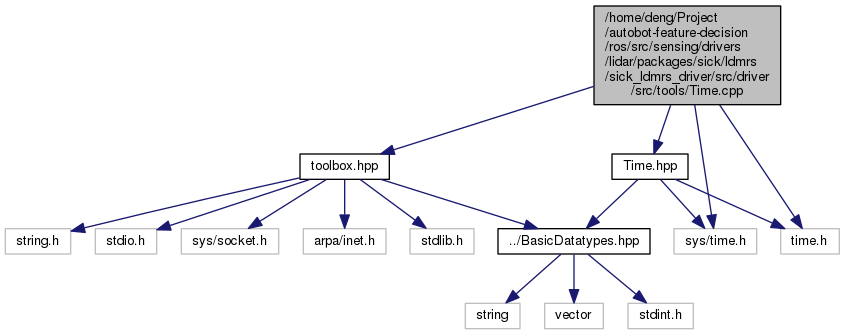 /home/deng/Project
/autobot-feature-decision
/ros/src/sensing/drivers
/lidar/packages/sick/ldmrs
/sick_ldmrs_driver/src/driver
/src/tools/Time.cpp
toolbox.hpp
Time.hpp
string.h
stdio.h
sys/socket.h
arpa/inet.h
stdlib.h
../BasicDatatypes.hpp
sys/time.h
time.h
string
vector
stdint.h